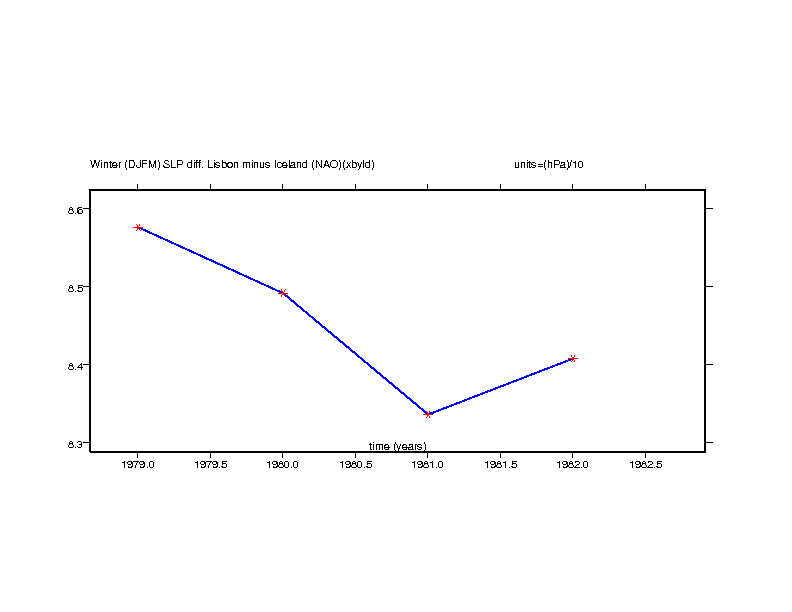 Winter (DJFM) SLP diff. Lisbon minus Iceland (NAO)(xbyld) units=(hPa)/10
8.6
8.5
8.4
8.3
time (years)
1979.0 1979.5 1980.0 1980.5 1981.0 1981.5 1982.0 1982.5